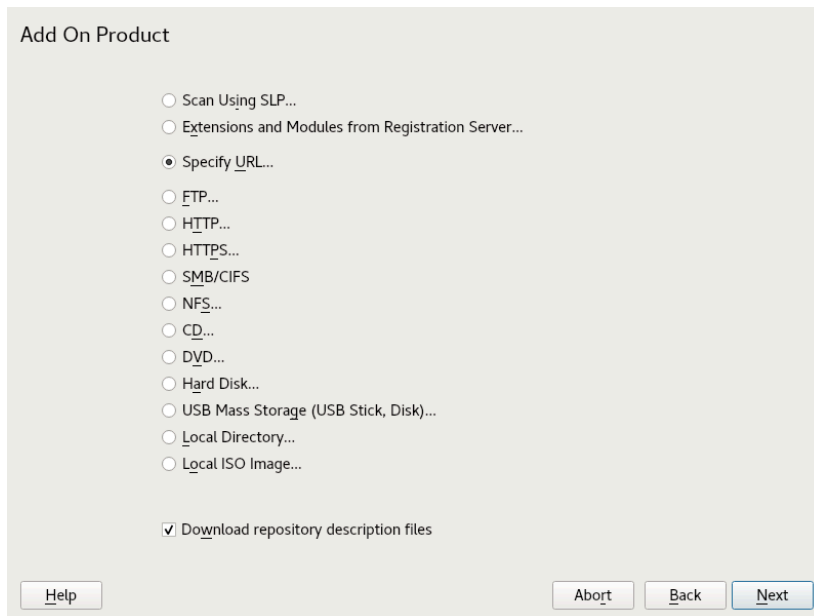 Add On Product
Scan Using SLP...
Extensions and Modules from Registration Server...
Specify URL...
FTP...
HTTP...
HTTPS...
SMB/CIFS
NFS...
CD...
DVD...
Hard Disk...
USB Mass Storage (USB Stick, Disk)...
Local Directory...
Local ISO Image...
Download repository description files
Help Abort Back Next